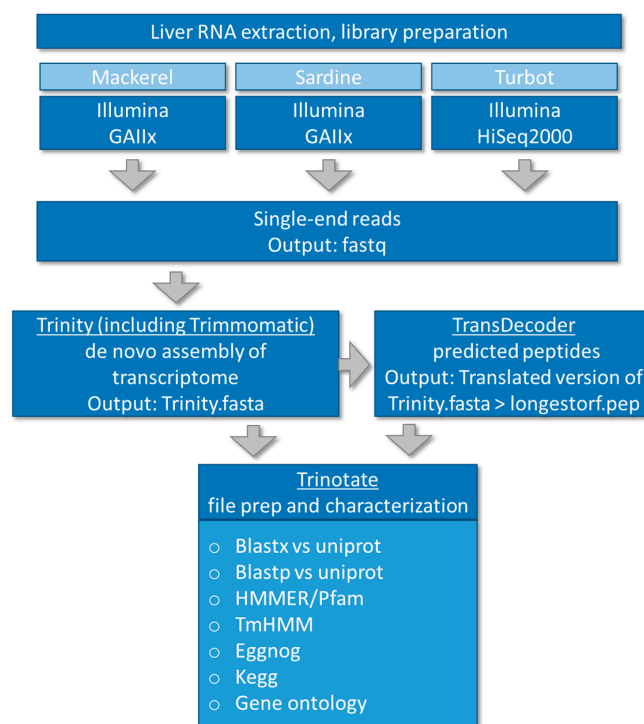 Liver RNA extraction, library preparation
Mackerel
Sardine
Turbot
Illumina
GAIIx
Illumina
GAIIx
Illumina
HiSeq2000
Single-end reads
Output: fastq
Trinity (including Trimmomatic)
de novo assembly of
transcriptome
Output: Trinity.fasta
TransDecoder
predicted peptides
Output: Translated version of
Trinity.fasta > longestorf.pep
Trinotate
file prep and characterization
o Blastx vs uniprot
o Blastp vs uniprot
o HMMER/Pfam
o TmHMM
o Eggnog
o Kegg
o Gene ontology